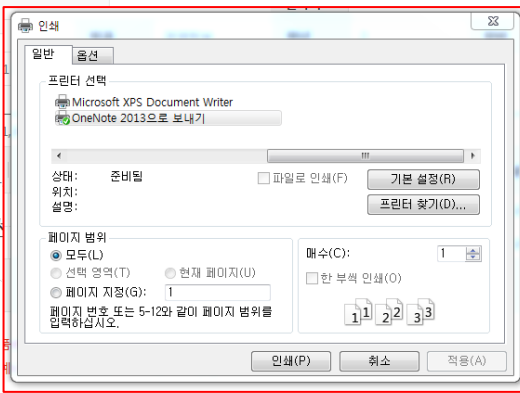 인쇄
일반 옵션
프린터 선택
Microsoft XPS Document Writer
OneNote 2013으로 보내기
상태: 준비됨
파일로 인쇄(F)
기본 설정(R)
위치:
설명:
프린터 찾기(D)...
페이지 범위
모두(L)
선택 영역(T) 현재 페이지(U)
페이지 지정(G): 1
페이지 번호 또는 5-12와 같이 페이지 범위를
입력하십시오.
매수(C): 1
한 부씩 인쇄(O)
1 1 2 2 3 3
인쇄(P) 취소 적용(A)